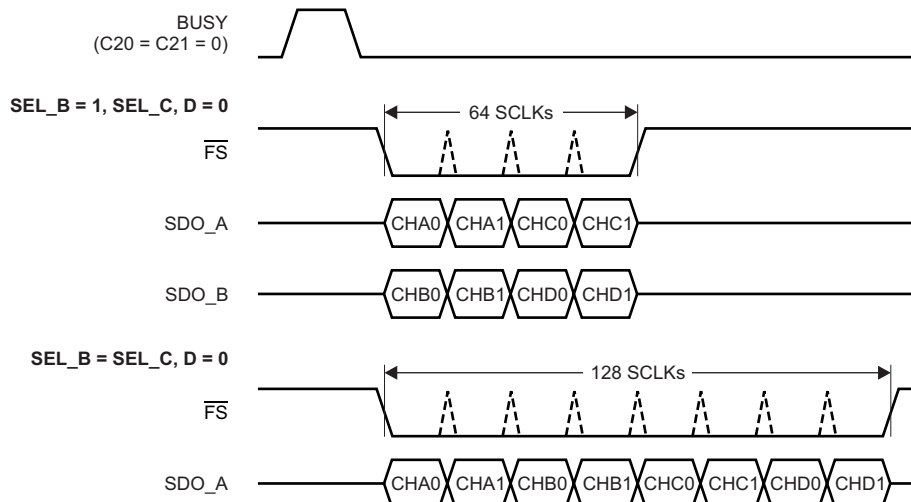 BUSY
(C20 = C21 = 0)
SEL_B = 1, SEL_C, D = 0
64 SCLKs
FS
SDO_A
CHA0 CHA1 CHC0 CHC1
SDO_B
CHB0 CHB1 CHD0 CHD1
SEL_B = SEL_C, D = 0
128 SCLKs
FS
SDO_A
CHA0 CHA1 CHB0 CHB1 CHC0 CHC1 CHD0 CHD1